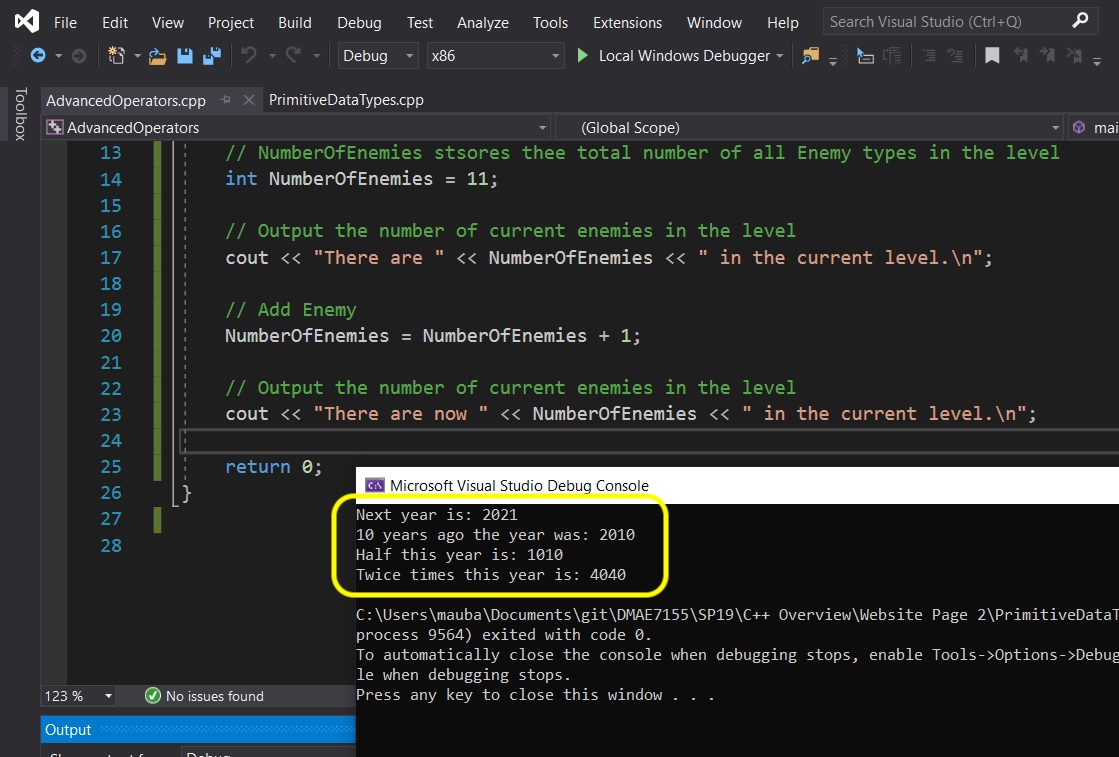 File Edit View Project Build Debug Test Analyze Tools Extensions Window Help Search Visual Studio (Ctrl+Q)
Debug x86 Local Windows Debugger
Toolbox
AdvancedOperators.cpp PrimitiveDataTypes.cpp
AdvancedOperators (Global Scope) mai
13 // NumberOfEnemies stsores thee total number of all Enemy types in the level
14 int NumberOfEnemies = 11;
15
16 // Output the number of current enemies in the level
17 cout << "There are " << NumberOfEnemies << " in the current level.\n";
18
19 // Add Enemy
20 NumberOfEnemies = NumberOfEnemies + 1;
21
22 // Output the number of current enemies in the level
23 cout << "There are now " << NumberOfEnemies << " in the current level.\n";
24
25 return 0;
26 }
27
28
Microsoft Visual Studio Debug Console
Next year is: 2021
10 years ago the year was: 2010
Half this year is: 1010
Twice times this year is: 4040
C:\Users\mauba\Documents\git\DMAE7155\SP19\C++ Overview\Website Page 2\PrimitiveDataT
process 9564) exited with code 0.
To automatically close the console when debugging stops, enable Tools->Options->Debug
le when debugging stops.
Press any key to close this window . . .
123 % No issues found
Output